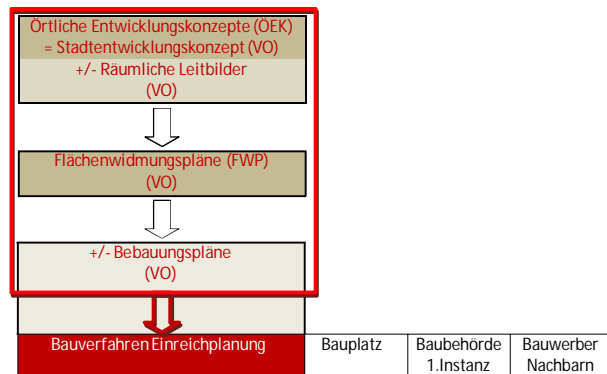 Örtliche Entwicklungskonzepte (ÖEK)
= Stadtentwicklungskonzept (VO)
+/- Räumliche Leitbilder
(VO)
Flächenwidmungspläne (FWP)
(VO)
+/- Bebauungspläne
(VO)
Bauverfahren Einreichplanung
Bauplatz
Baubehörde
1.Instanz
Bauwerber
Nachbarn